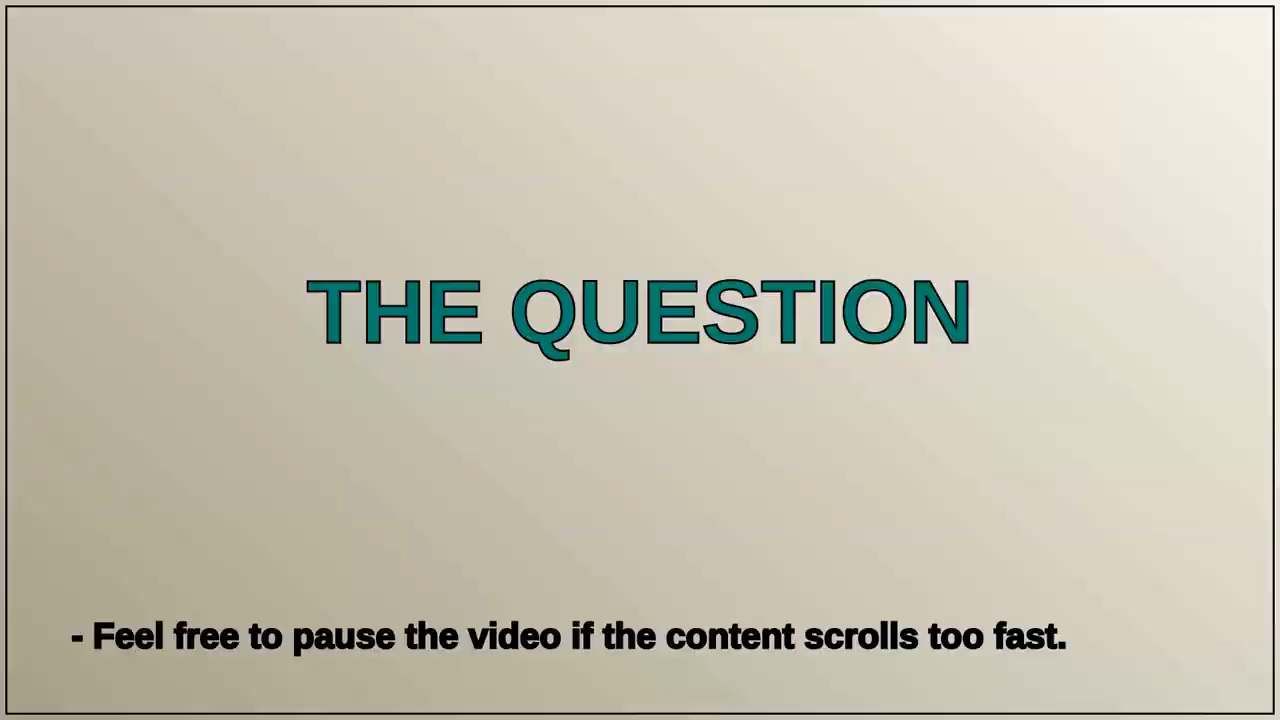 THE QUESTION
- Feel free to pause the video if the content scrolls too fast.